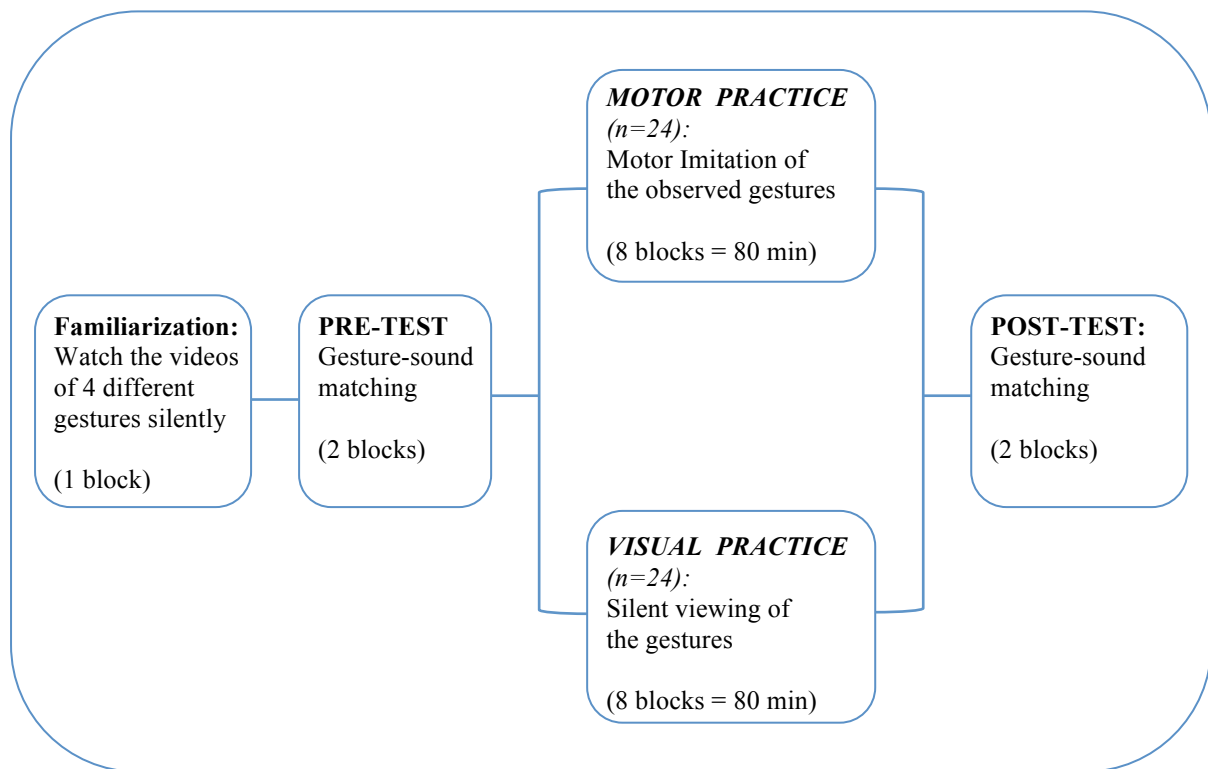 Familiarization:
Watch the videos
of 4 different
gestures silently
(1 block)
PRE-TEST
Gesture-sound
matching
(2 blocks)
MOTOR PRACTICE
(n=24):
Motor Imitation of
the observed gestures
(8 blocks = 80 min)
VISUAL PRACTICE
(n=24):
Silent viewing of
the gestures
(8 blocks = 80 min)
POST-TEST:
Gesture-sound
matching
(2 blocks)